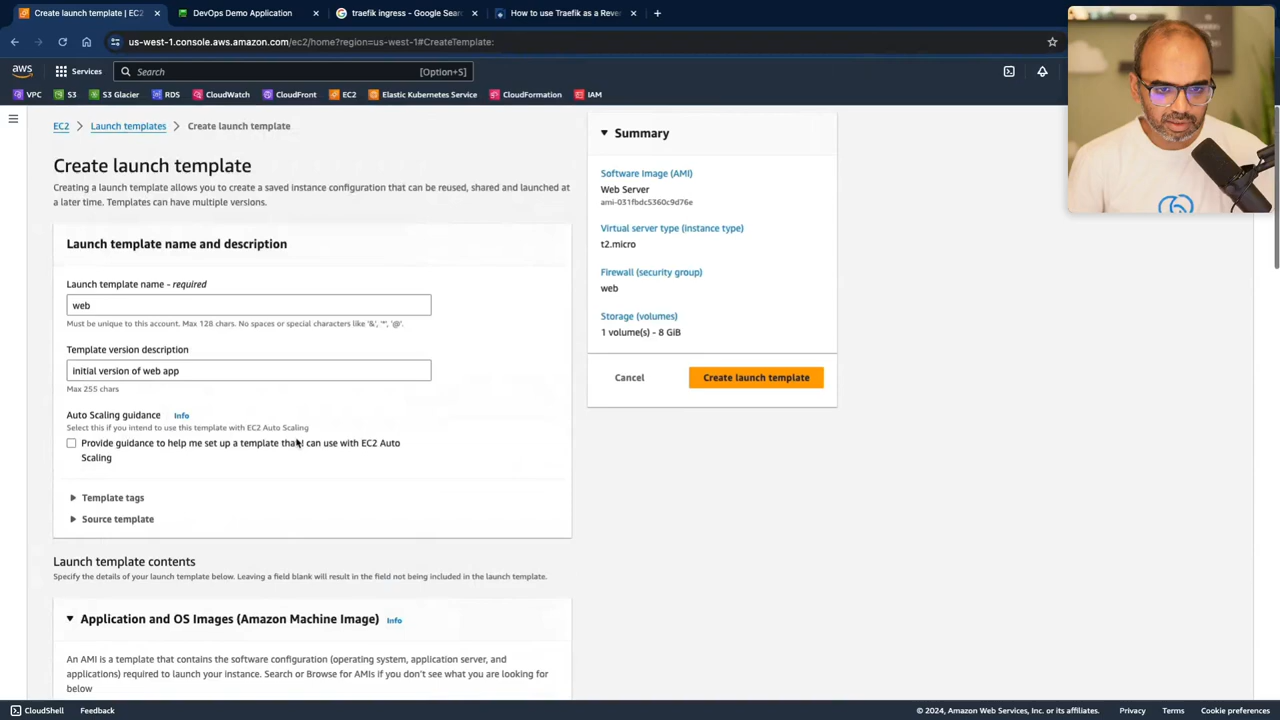 Create launch template | EC2
DevOps Demo Application
traefik ingress - Google Sear
How to use Traefik as a Rever
us-west-1.console.aws.amazon.com/ec2/home?region=us-west-1#CreateTemplate:
aws
Services
Search
[Option+S]
VPC
S3
S3 Glacier
RDS
CloudWatch
CloudFront
EC2
Elastic Kubernetes Service
CloudFormation
IAM
EC2
Launch templates
Create launch template
Create launch template
Creating a launch template allows you to create a saved instance configuration that can be reused, shared and launched at
a later time. Templates can have multiple versions.
Launch template name and description
Launch template name - required
web
Must be unique to this account. Max 128 chars. No spaces or special characters like '&', '*', '@'.
Template version description
initial version of web app
Max 255 chars
Auto Scaling guidance Info
Select this if you intend to use this template with EC2 Auto Scaling
Provide guidance to help me set up a template that I can use with EC2 Auto
Scaling
Template tags
Source template
Launch template contents
Specify the details of your launch template below. Leaving a field blank will result in the field not being included in the launch template.
Application and OS Images (Amazon Machine Image) Info
An AMI is a template that contains the software configuration (operating system, application server, and
applications) required to launch your instance. Search or Browse for AMIs if you don't see what you are looking for
below
Summary
Software Image (AMI)
Web Server
ami-031fbdc5360c9d76e
Virtual server type (instance type)
t2.micro
Firewall (security group)
web
Storage (volumes)
1 volume(s) - 8 GiB
Cancel
Create launch template
CloudShell
Feedback
© 2024, Amazon Web Services, Inc. or its affiliates.
Privacy
Terms
Cookie preferences